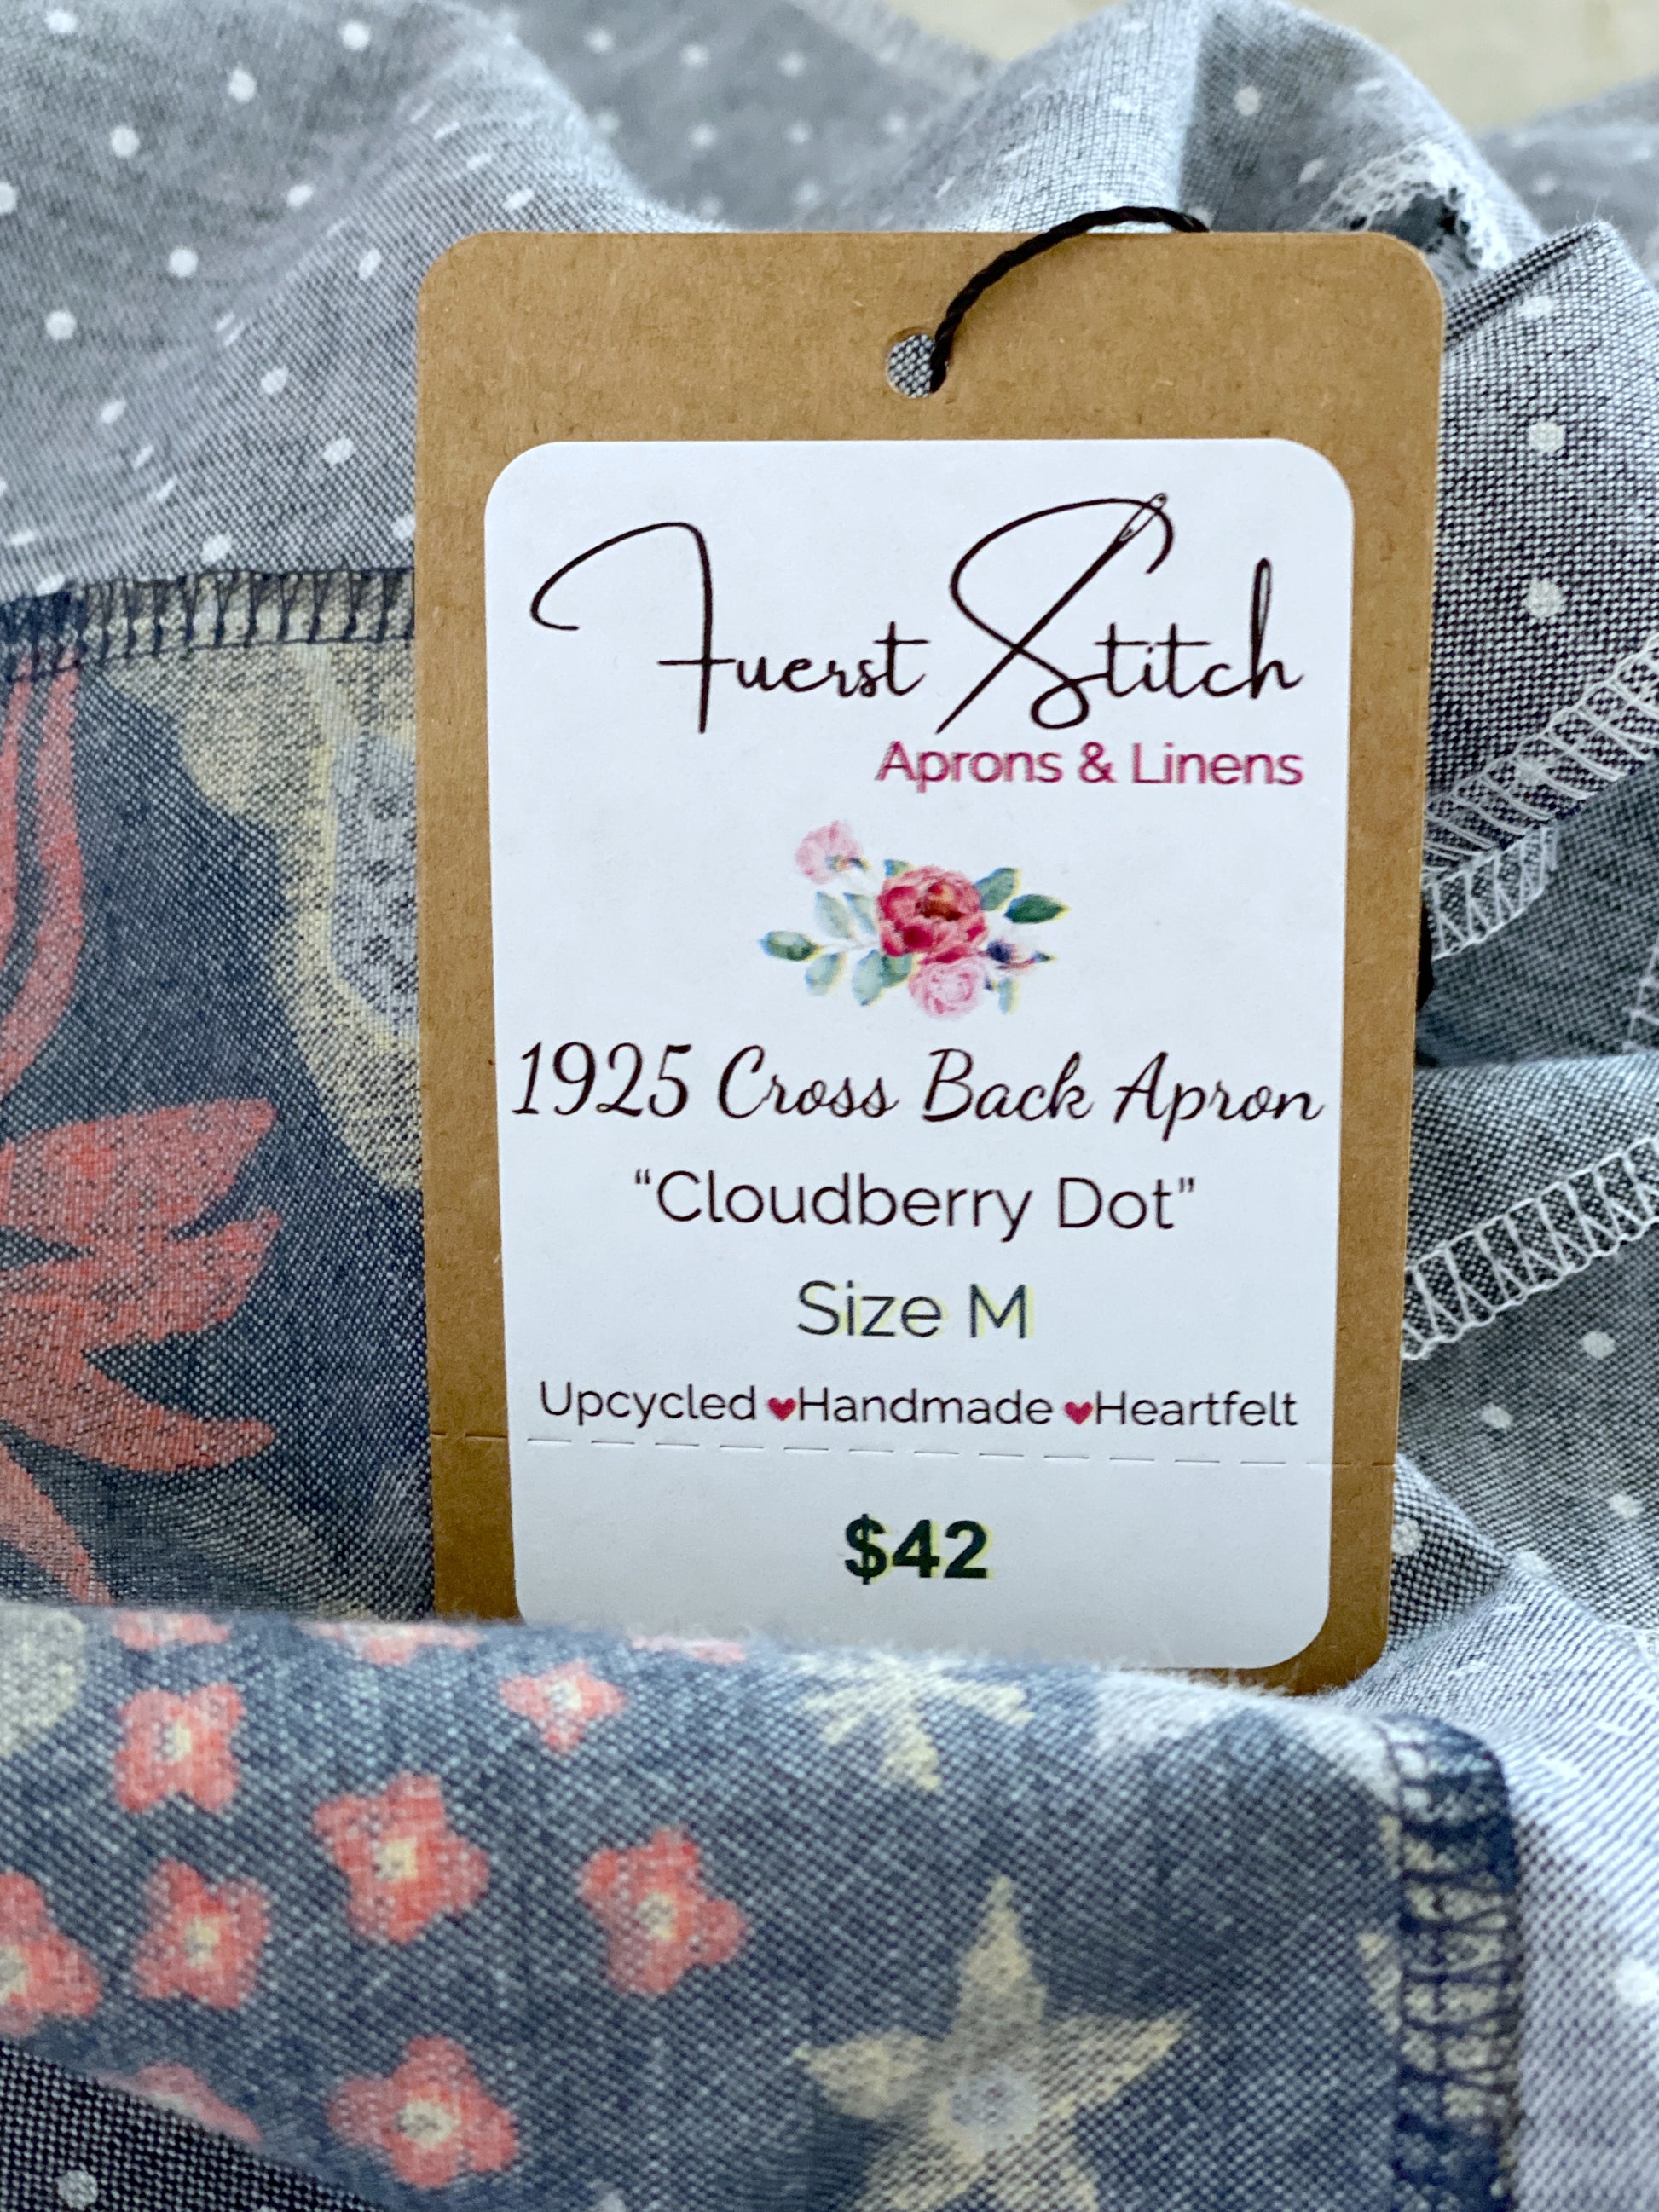 Fuerst Stitch
Aprons & Linens
1925 Cross Back Apron
“Cloudberry Dot”
Size M
Upcycled♥Handmade♥Heartfelt
$42